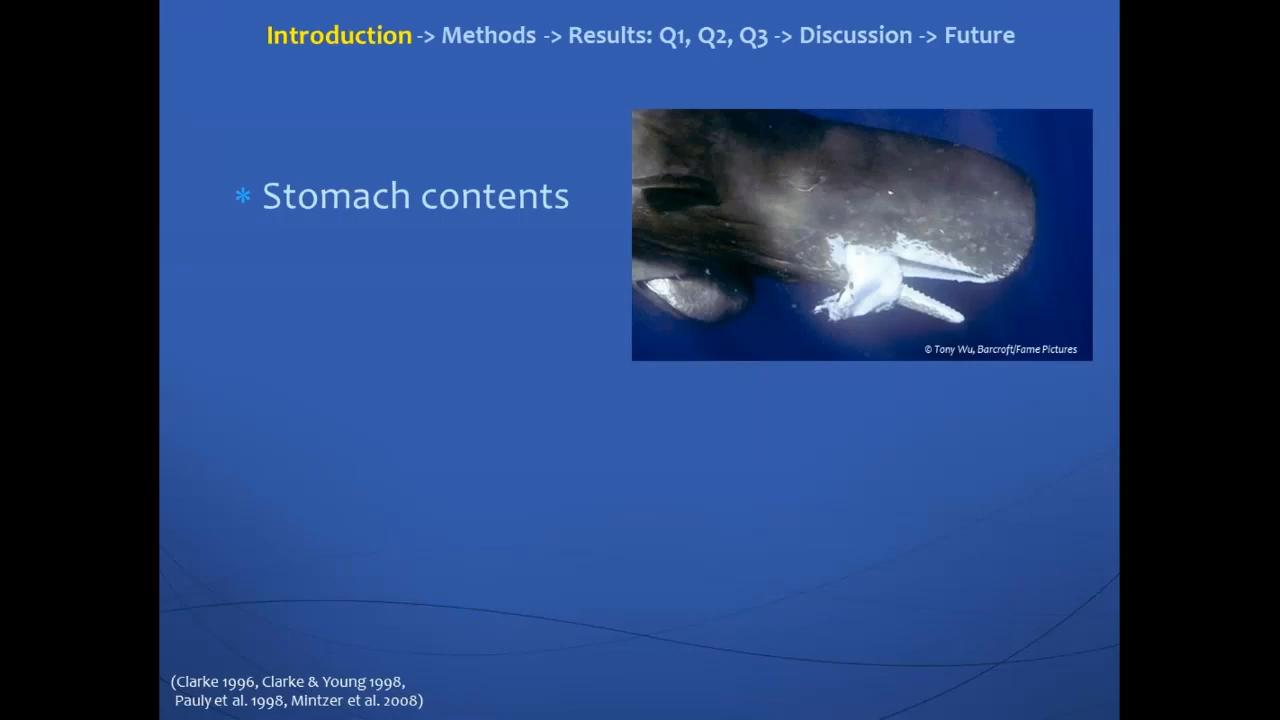 Introduction -> Methods -> Results: Q1, Q2, Q3 -> Discussion -> Future
* Stomach contents
© Tony Wu, Barcroft/Fame Pictures
(Clarke 1996, Clarke & Young 1998,
Pauly et al. 1998, Mintzer et al. 2008)